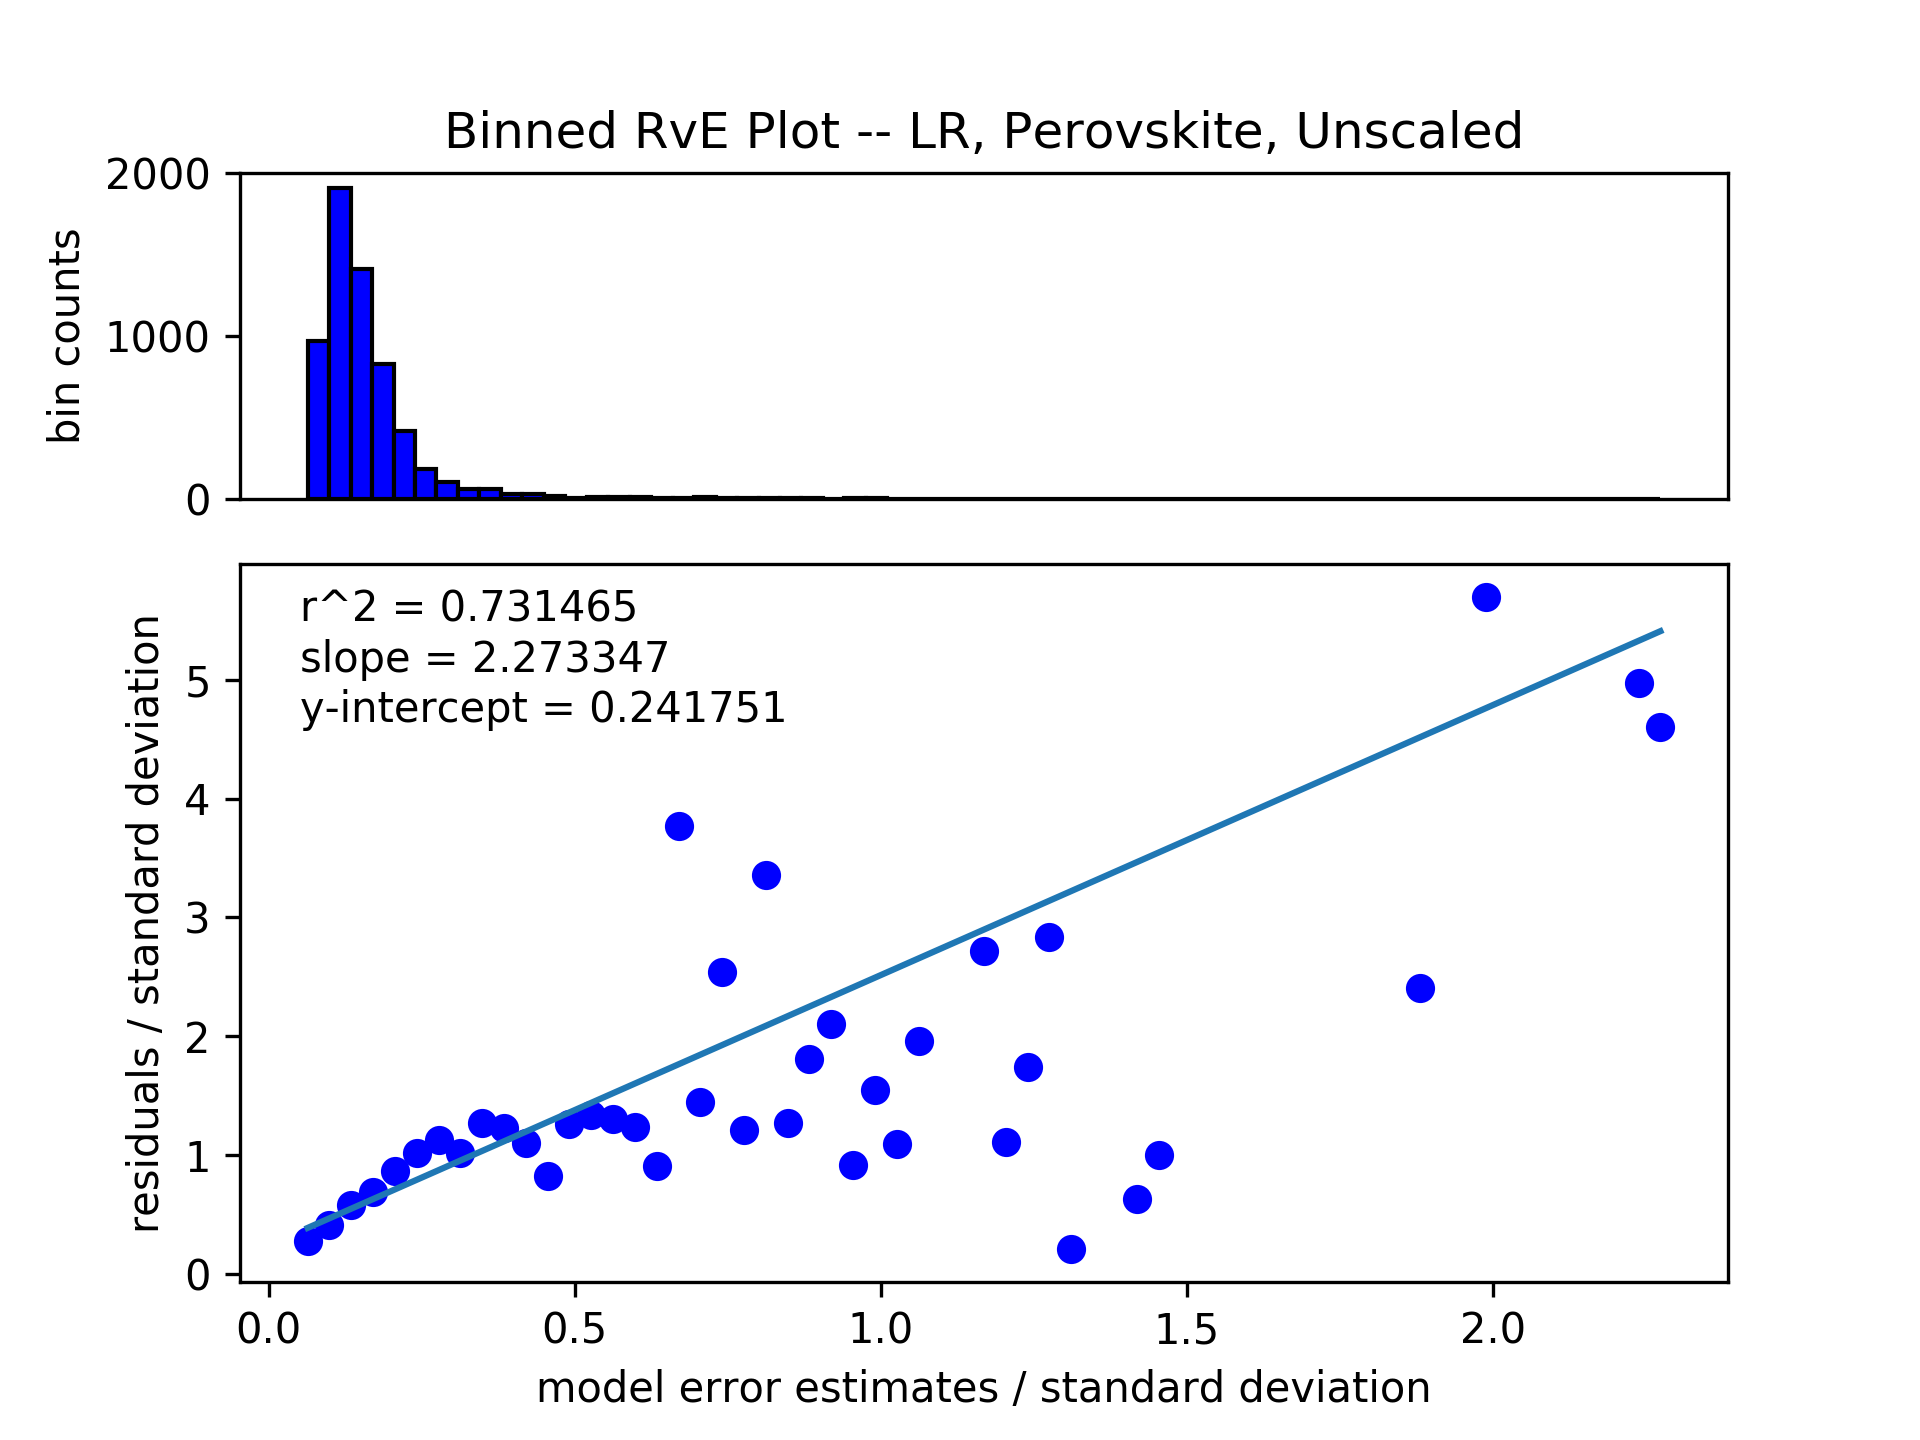 Binned RvE Plot -- LR, Perovskite, Unscaled
2000
1000
0
bin counts
r^2 = 0.731465
slope = 2.273347
y-intercept = 0.241751
5
4
3
2
1
0
residuals / standard deviation
0.0 0.5 1.0 1.5 2.0
model error estimates / standard deviation